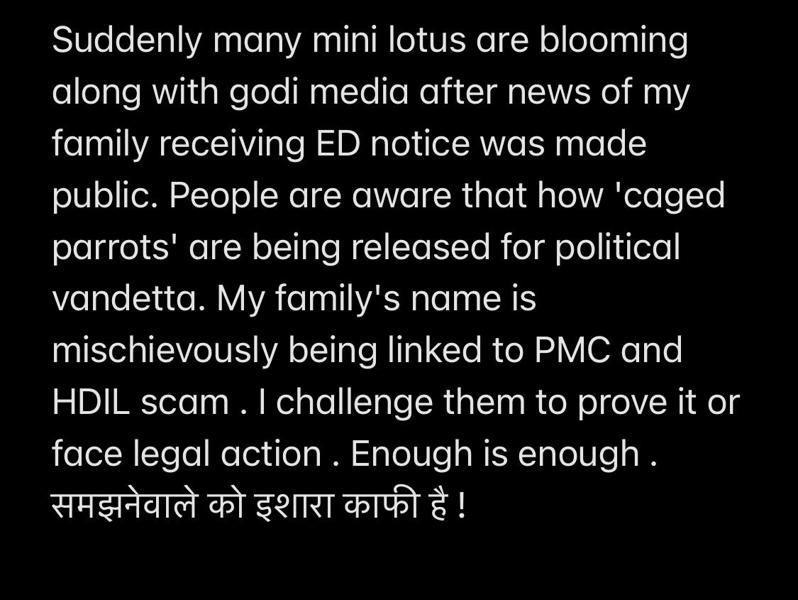 Suddenly many mini lotus are blooming
along with godi media after news of my
family receiving ED notice was made
public. People are aware that how 'caged
parrots' are being released for political
vandetta. My family's name is
mischievously being linked to PMC and
HDIL scam . I challenge them to prove it or
face legal action . Enough is enough .
समझनेवाले को इशारा काफी है !